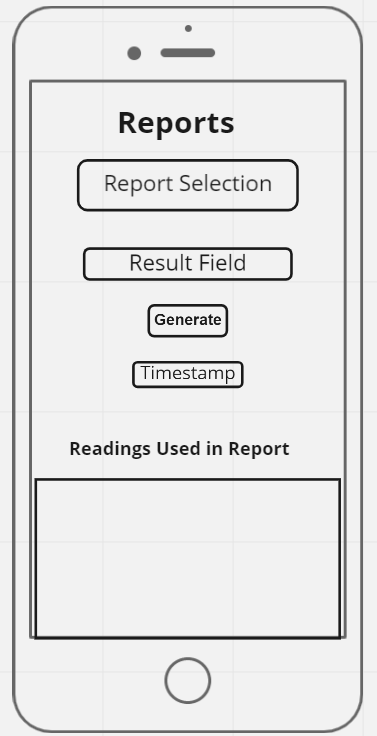 Reports
Report Selection
Result Field
Generate
Timestamp
Readings Used in Report